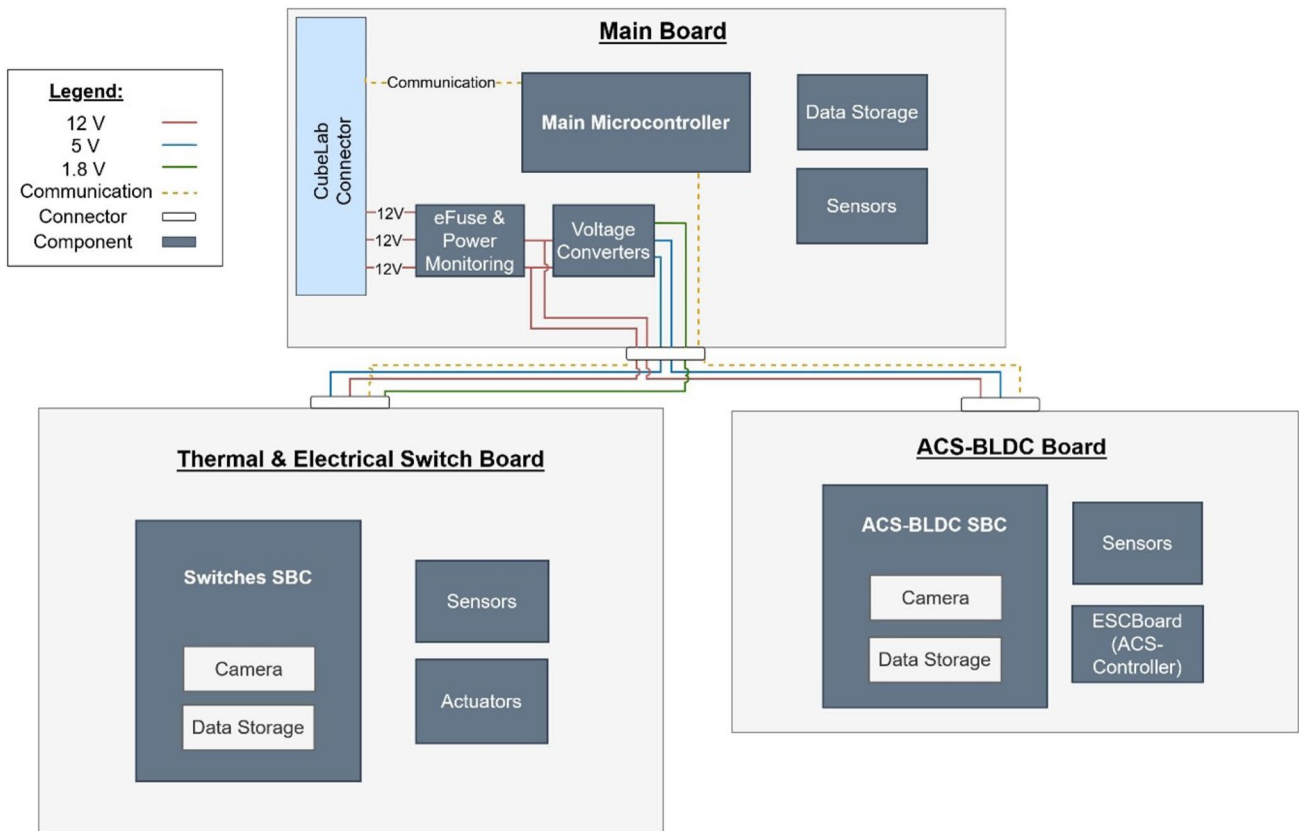 Main Board
Legend:
12 V
5 V
1.8 V
Communication
Connector
Component
CubeLab
Connector
Communication
Main Microcontroller
Data Storage
Sensors
12V
12V
12V
eFuse &
Power
Monitoring
Voltage
Converters
Thermal & Electrical Switch Board
Switches SBC
Camera
Data Storage
Sensors
Actuators
ACS-BLDC Board
ACS-BLDC SBC
Camera
Data Storage
Sensors
ESCBoard
(ACS-
Controller)